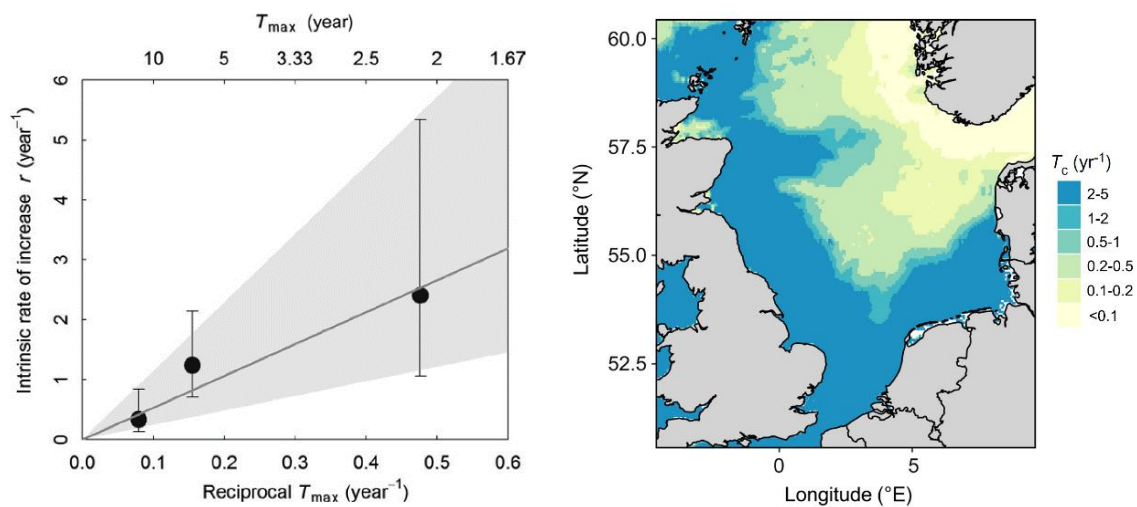 T_max (year)
10 5 3.33 2.5 2 1.67
6
5
4
3
2
1
0
Intrinsic rate of increase r (year⁻¹)
0.0 0.1 0.2 0.3 0.4 0.5 0.6
Reciprocal T_max (year⁻¹)
60.0
57.5
55.0
52.5
Latitude (°N)
0 5
Longitude (°E)
T_c (yr⁻¹)
2-5
1-2
0.5-1
0.2-0.5
0.1-0.2
<0.1